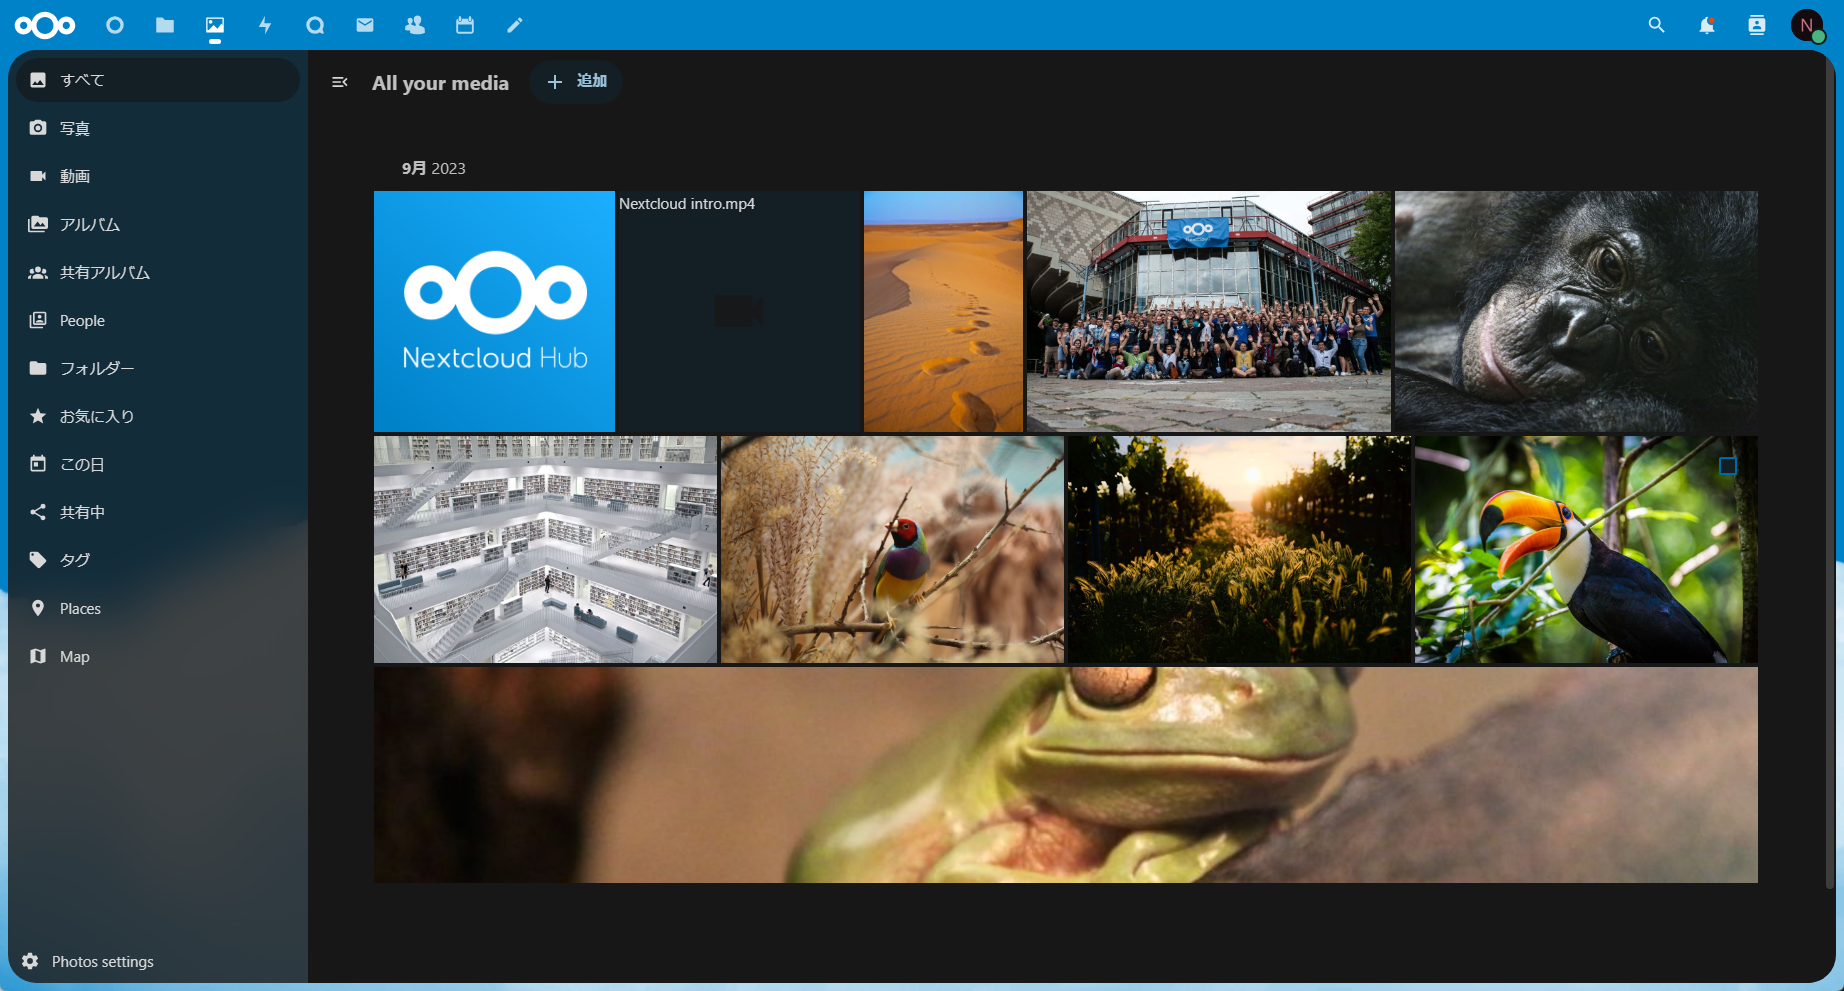 N
すべて
写真
動画
アルバム
共有アルバム
People
フォルダー
お気に入り
この日
共有中
タグ
Places
Map
Photos settings
All your media
追加
9月 2023
Nextcloud Hub
Nextcloud intro.mp4